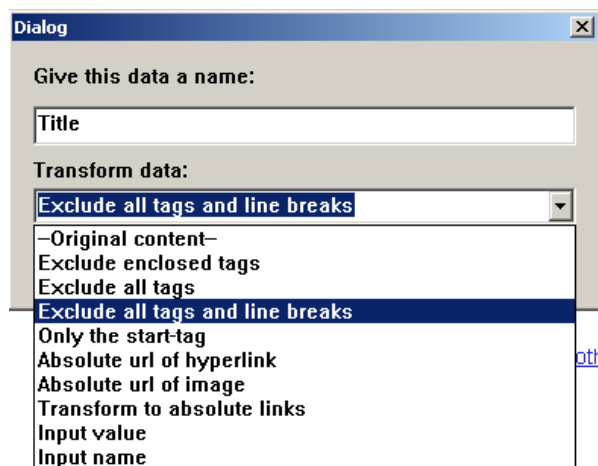 Dialog
Give this data a name:
Title
Transform data:
Exclude all tags and line breaks
–Original content–
Exclude enclosed tags
Exclude all tags
Exclude all tags and line breaks
Only the start-tag
Absolute url of hyperlink
oth
Absolute url of image
Transform to absolute links
Input value
Input name